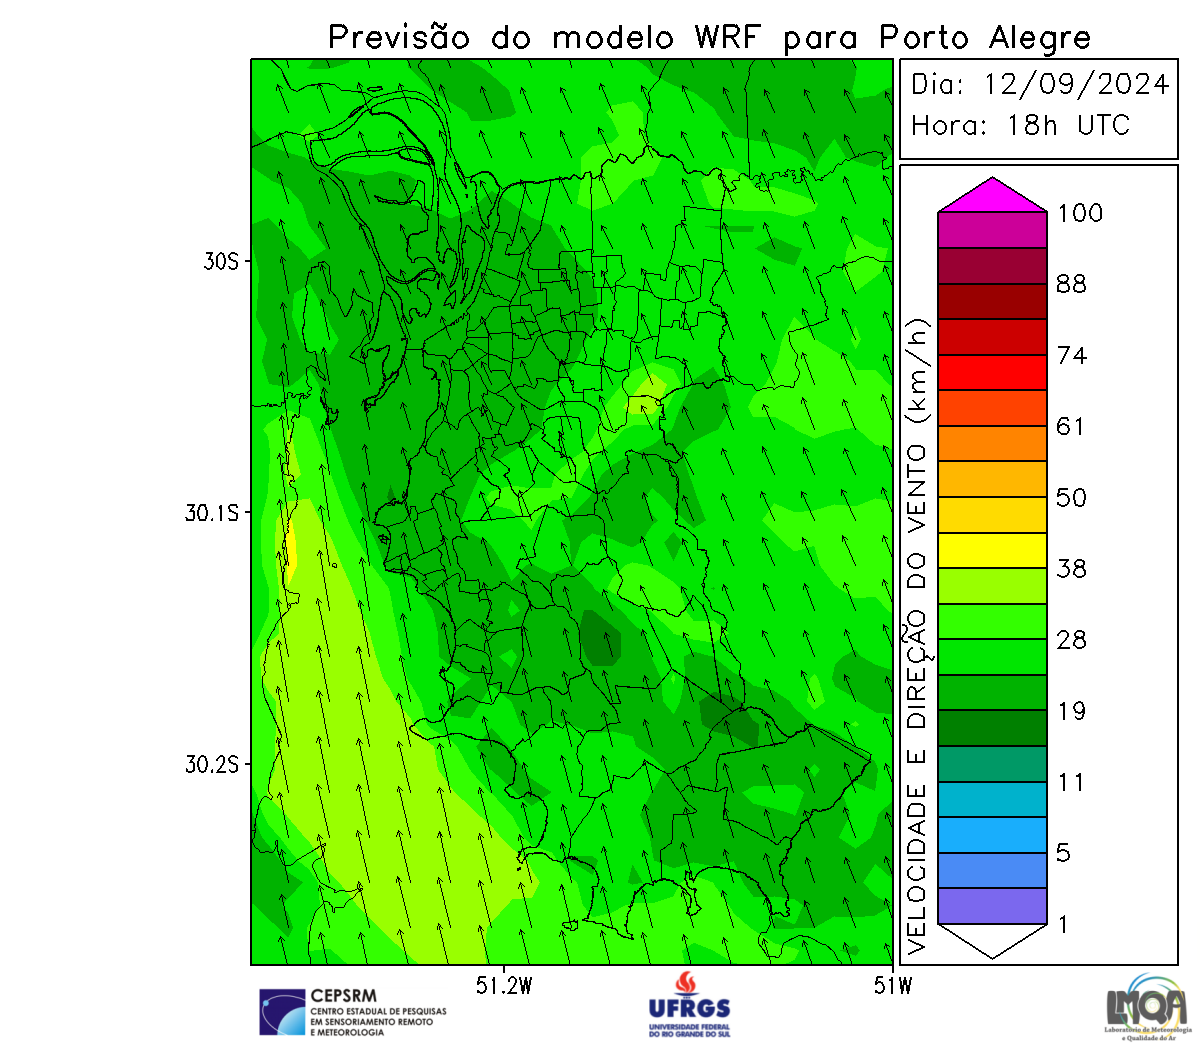 Previsão do modelo WRF para Porto Alegre
Dia: 12/09/2024
Hora: 18h UTC
30S
30.1S
30.2S
51.2W
51W
VELOCIDADE E DIREÇÃO DO VENTO (km/h)
100
88
74
61
50
38
28
19
11
5
1
CEPSRM
CENTRO ESTADUAL DE PESQUISAS
EM SENSORIAMENTO REMOTO
E METEOROLOGIA
UFRGS
UNIVERSIDADE FEDERAL
DO RIO GRANDE DO SUL
LMQA
Laboratório de Meteorologia
e Qualidade do Ar